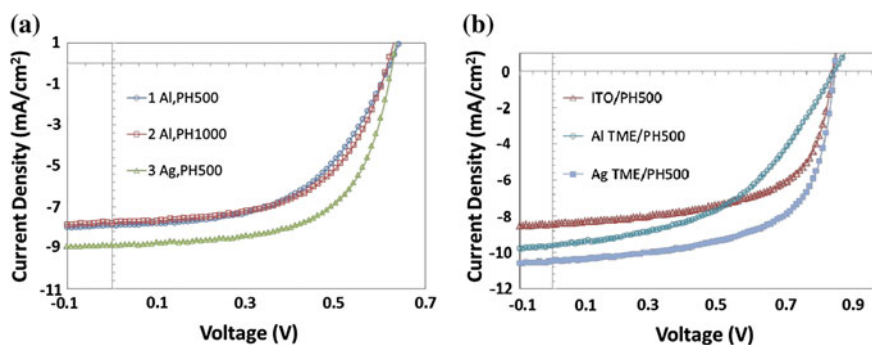 (a)
Current Density (mA/cm²)
1
-1
-3
-5
-7
-9
-11
1 Al,PH500
2 Al,PH1000
3 Ag,PH500
-0.1
0.1
0.3
0.5
0.7
Voltage (V)
(b)
Current Density (mA/cm²)
0
-2
-4
-6
-8
-10
-12
ITO/PH500
Al TME/PH500
Ag TME/PH500
-0.1
0.1
0.3
0.5
0.7
0.9
Voltage (V)